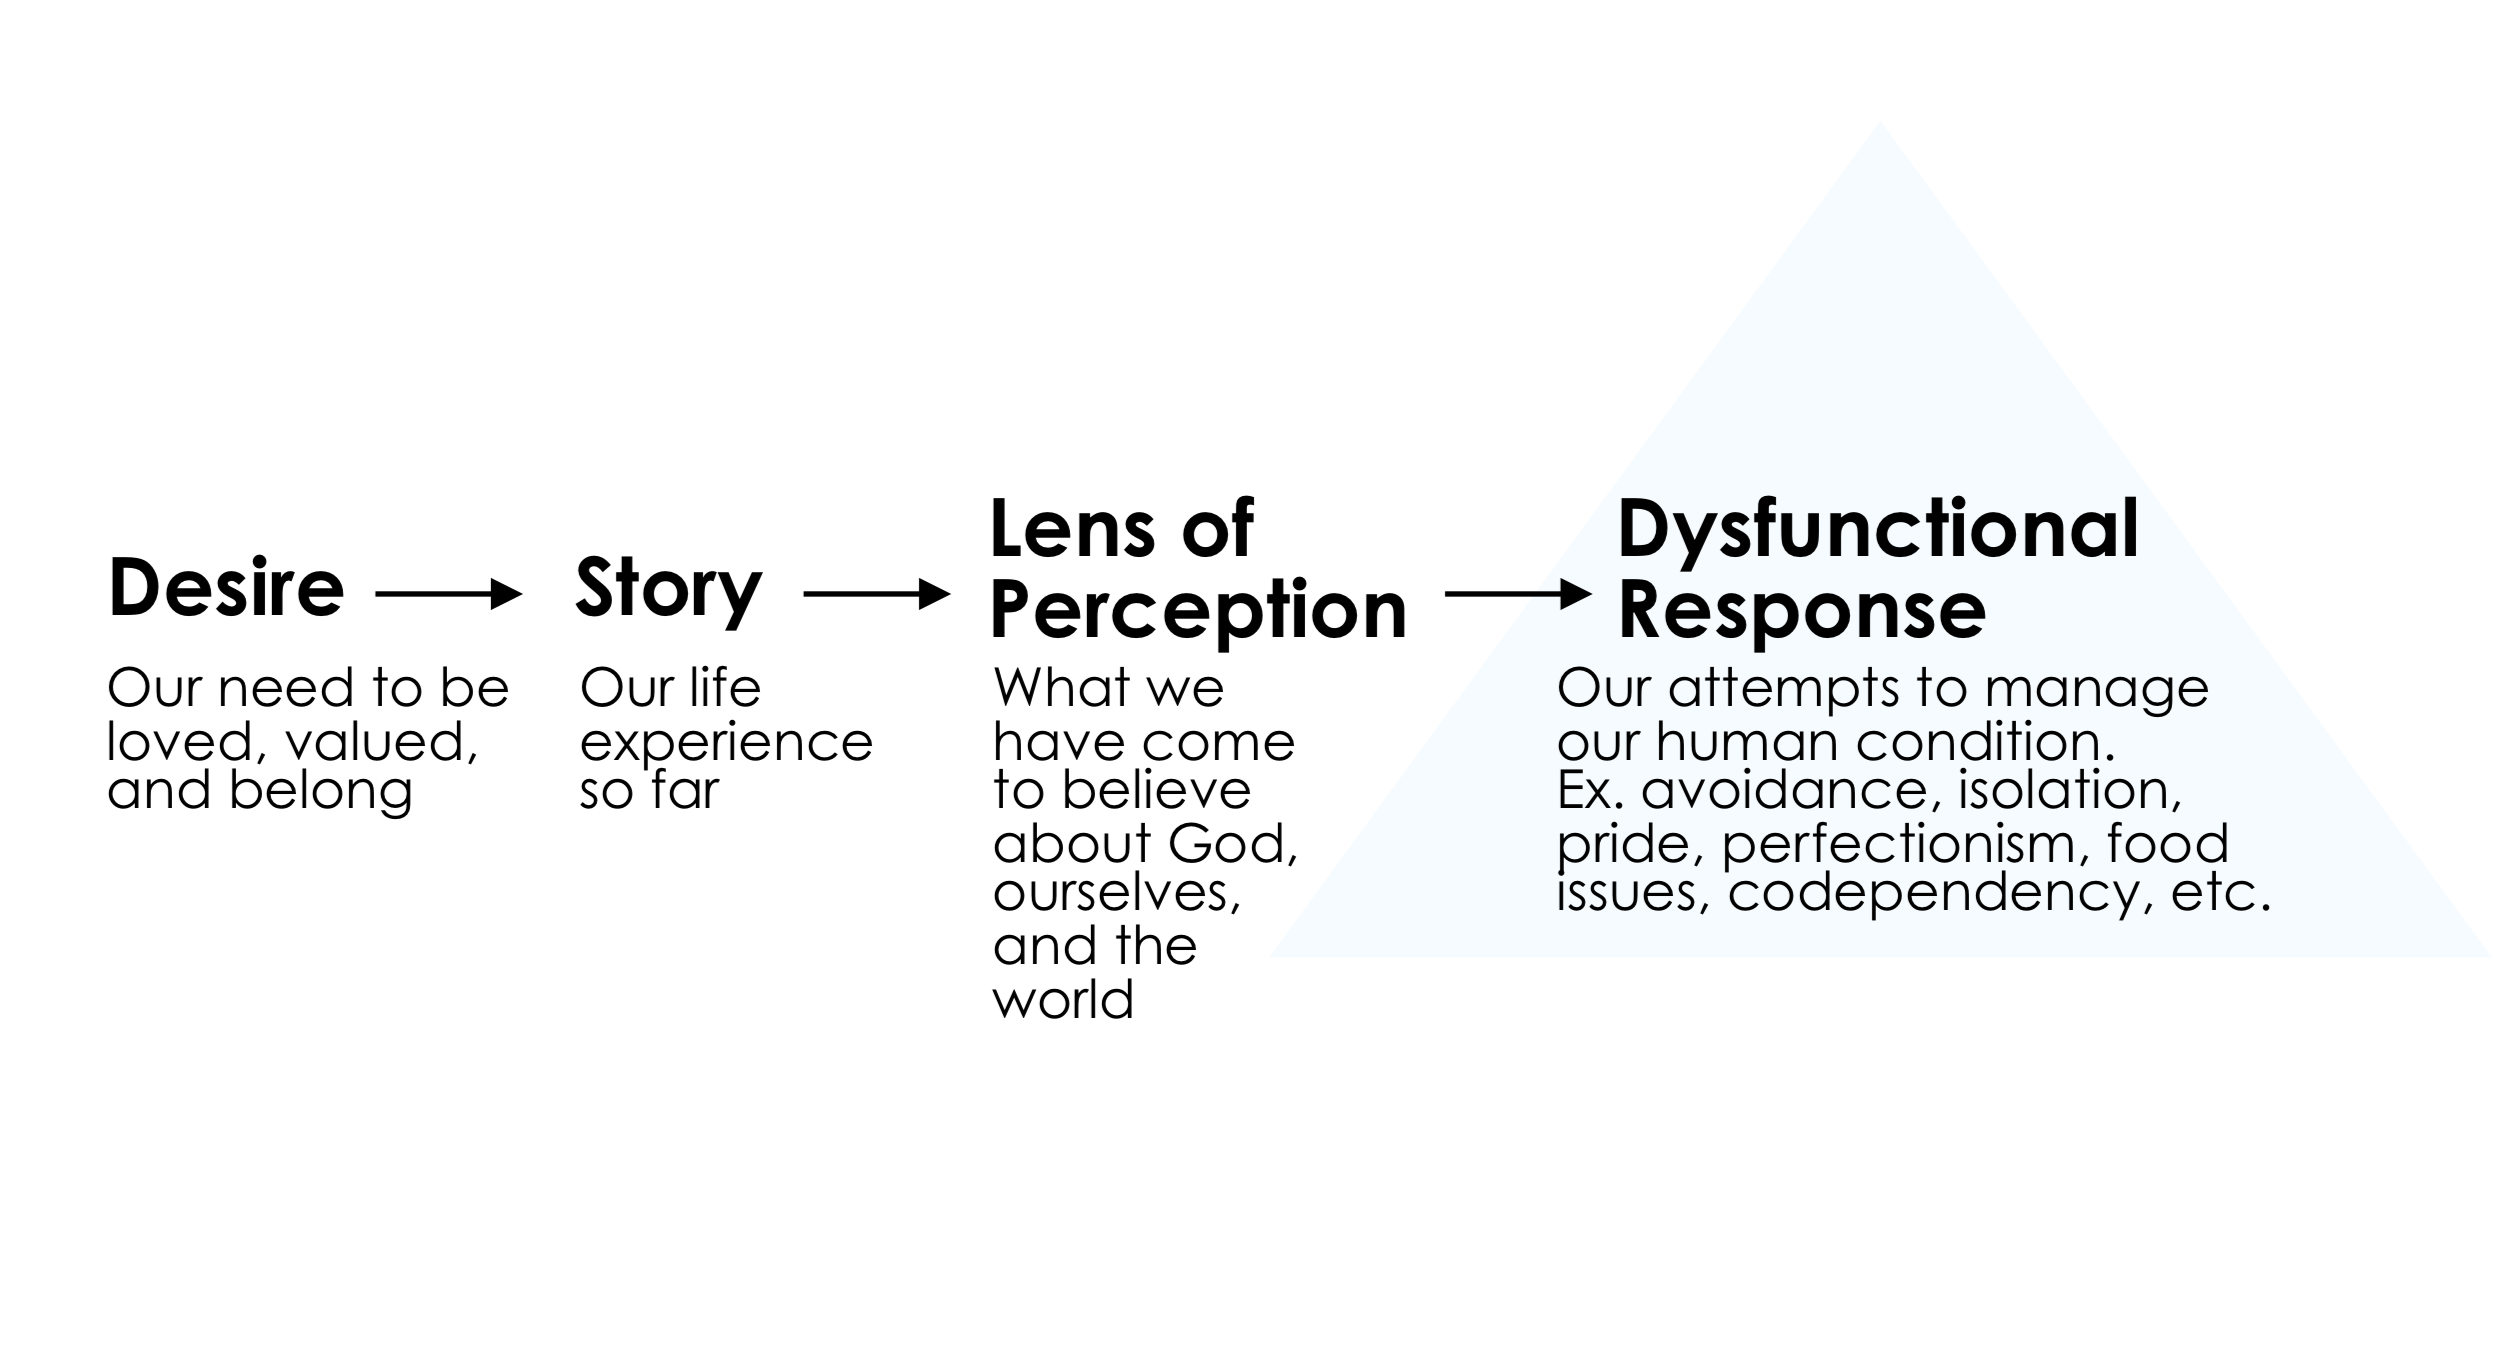 Desire
Our need to be
loved, valued,
and belong
Story
Our life
experience
so far
Lens of
Perception
What we
have come
to believe
about God,
ourselves,
and the
world
Dysfunctional
Response
Our attempts to manage
our human condition.
Ex. avoidance, isolation,
pride, perfectionism, food
issues, codependency, etc.